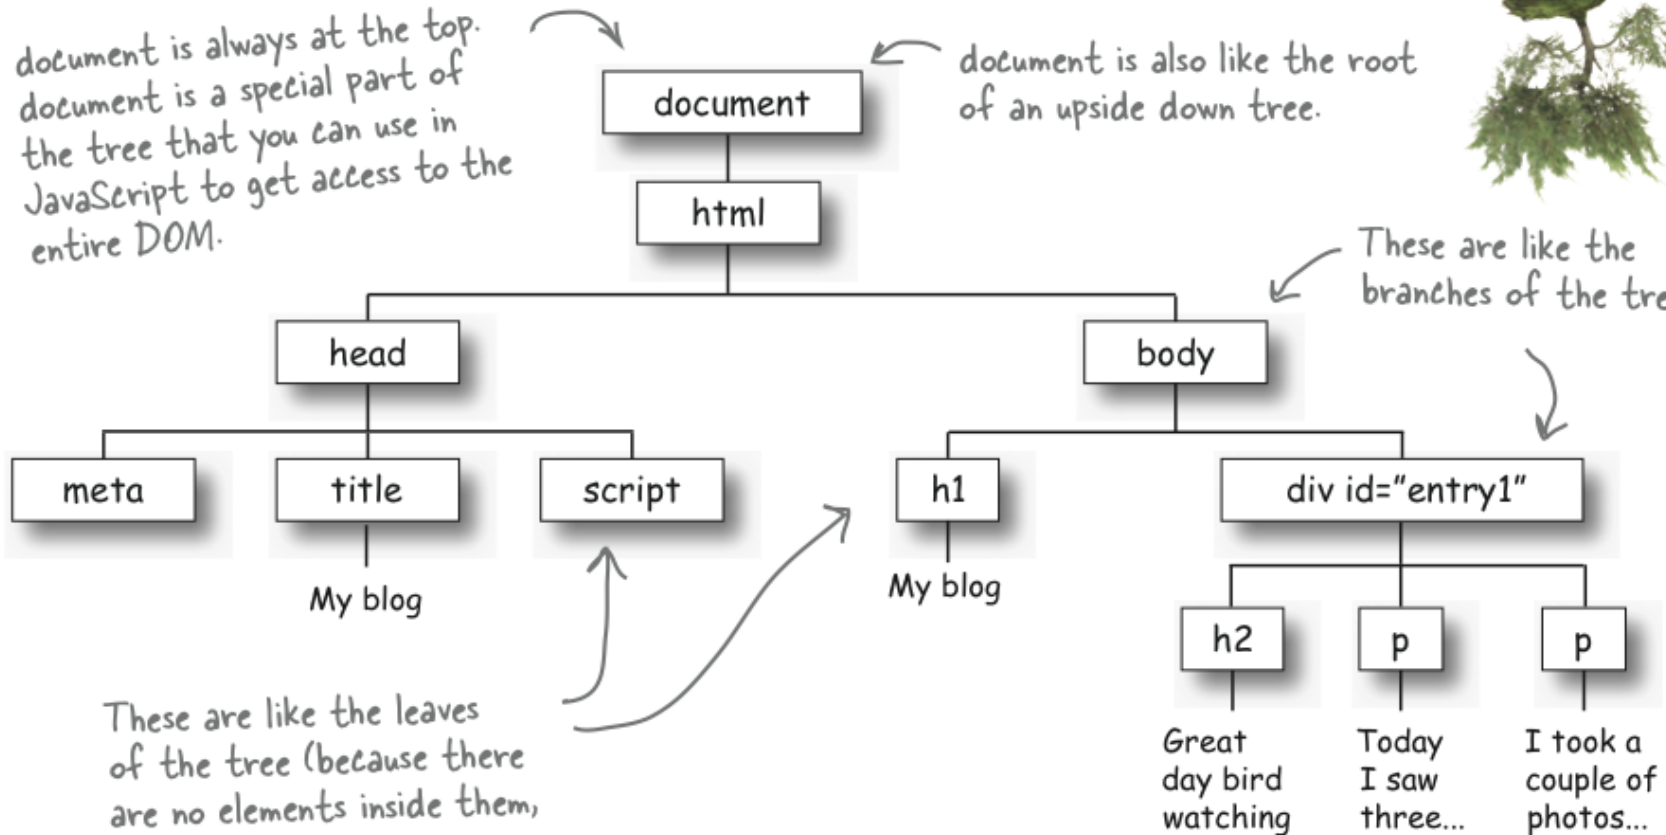 document is always at the top.
document is a special part of
the tree that you can use in
JavaScript to get access to the
entire DOM.
document
document is also like the root
of an upside down tree.
html
These are like the
branches of the tre
head
body
meta
title
script
h1
div id="entry1"
My blog
My blog
h2
p
p
Great
day bird
watching
Today
I saw
three...
I took a
couple of
photos...
These are like the leaves
of the tree (because there
are no elements inside them,